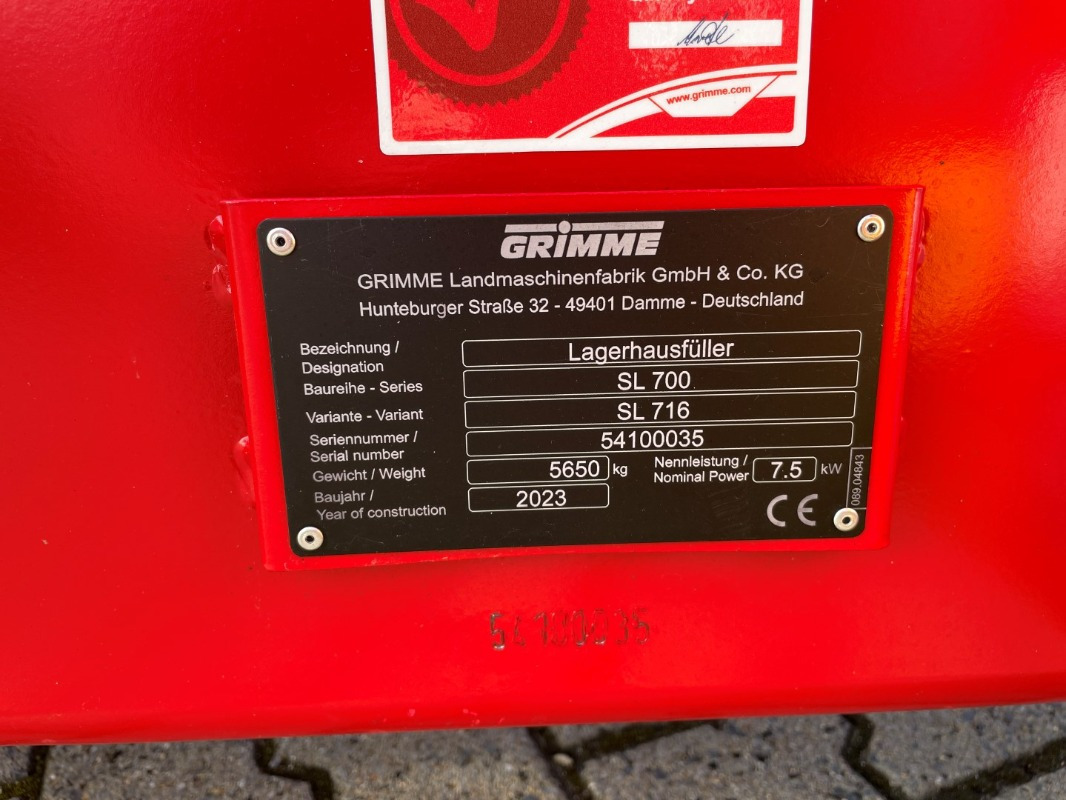 www.grimme.com
GRIMME
GRIMME Landmaschinenfabrik GmbH & Co. KG
Hunteburger Straße 32 - 49401 Damme - Deutschland
Bezeichnung /
Designation
Lagerhausfüller
Baureihe - Series
SL 700
Variante - Variant
SL 716
Seriennummer /
Serial number
54100035
Gewicht / Weight
5650 kg
Nennleistung /
Nominal Power
7.5 kW
Baujahr /
Year of construction
2023
CE
089.04843
54100035